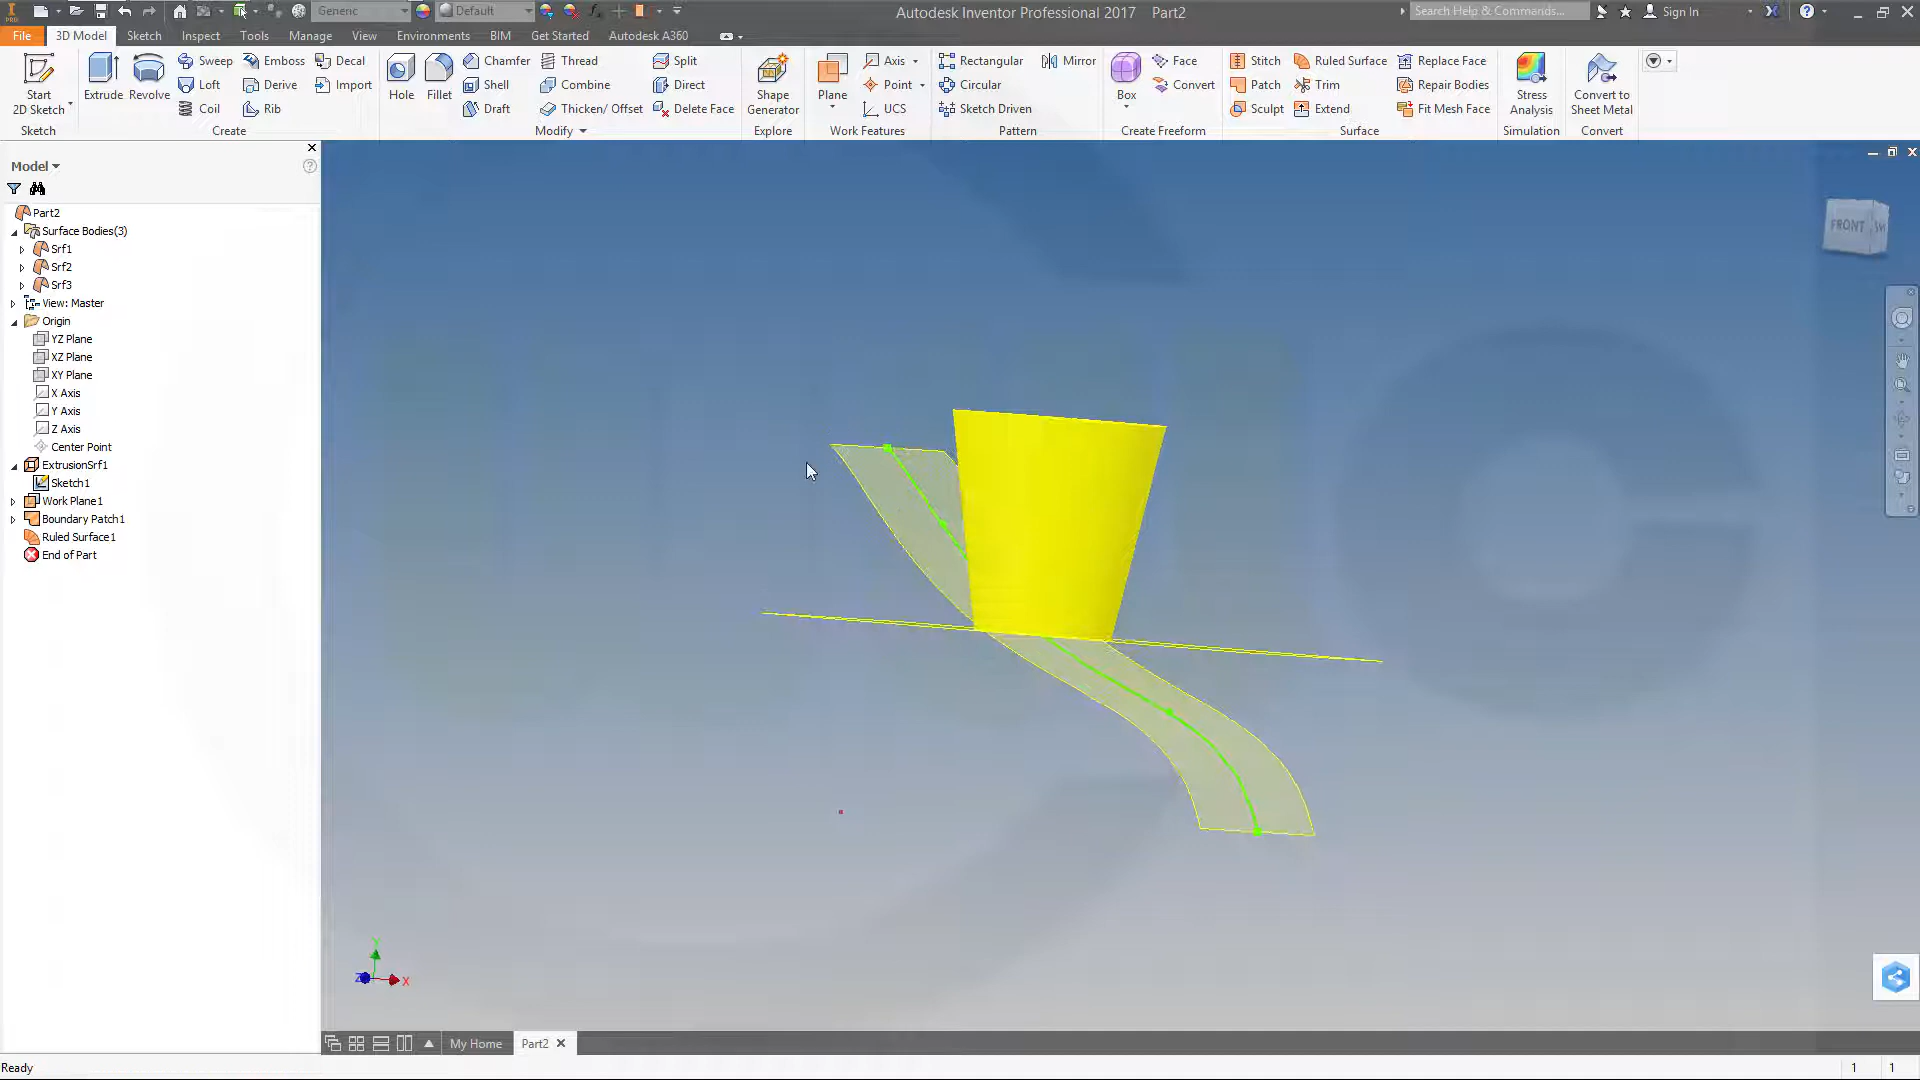 Generic
Default
Autodesk Inventor Professional 2017 Part2
Search Help & Commands...
Sign In
File 3D Model Sketch Inspect Tools Manage View Environments BIM Get Started Autodesk A360
Start
2D Sketch
Sketch
Extrude
Revolve
Sweep
Loft
Coil
Emboss
Derive
Rib
Decal
Import
Create
Hole
Fillet
Chamfer
Shell
Draft
Thread
Combine
Thicken/ Offset
Split
Direct
Delete Face
Modify
Shape
Generator
Explore
Plane
Axis
Point
UCS
Work Features
Rectangular
Circular
Sketch Driven
Mirror
Pattern
Box
Face
Convert
Create Freeform
Stitch
Patch
Sculpt
Ruled Surface
Trim
Extend
Replace Face
Repair Bodies
Fit Mesh Face
Surface
Stress
Analysis
Simulation
Convert to
Sheet Metal
Convert
Model
Part2
Surface Bodies(3)
Srf1
Srf2
Srf3
View: Master
Origin
YZ Plane
XZ Plane
XY Plane
X Axis
Y Axis
Z Axis
Center Point
ExtrusionSrf1
Sketch1
Work Plane1
Boundary Patch1
Ruled Surface1
End of Part
FRONT
Y
Z
X
My Home
Part2
Ready
1 1